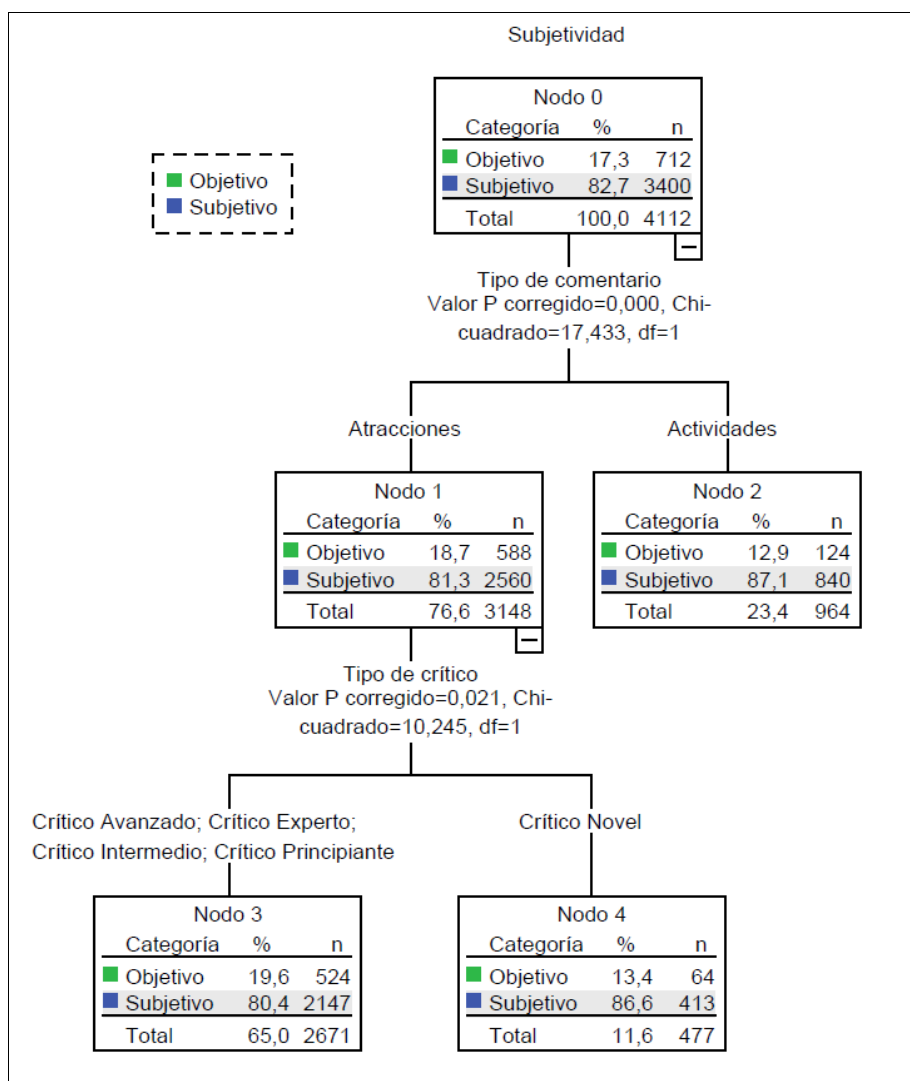 Subjetividad
Nodo 0
Categoría % n
Objetivo 17,3 712
Subjetivo 82,7 3400
Total 100,0 4112
Objetivo
Subjetivo
Tipo de comentario
Valor P corregido=0,000, Chi-
cuadrado=17,433, df=1
Atracciones
Actividades
Nodo 1
Categoría % n
Objetivo 18,7 588
Subjetivo 81,3 2560
Total 76,6 3148
Nodo 2
Categoría % n
Objetivo 12,9 124
Subjetivo 87,1 840
Total 23,4 964
Tipo de crítico
Valor P corregido=0,021, Chi-
cuadrado=10,245, df=1
Crítico Avanzado; Crítico Experto;
Crítico Intermedio; Crítico Principiante
Crítico Novel
Nodo 3
Categoría % n
Objetivo 19,6 524
Subjetivo 80,4 2147
Total 65,0 2671
Nodo 4
Categoría % n
Objetivo 13,4 64
Subjetivo 86,6 413
Total 11,6 477